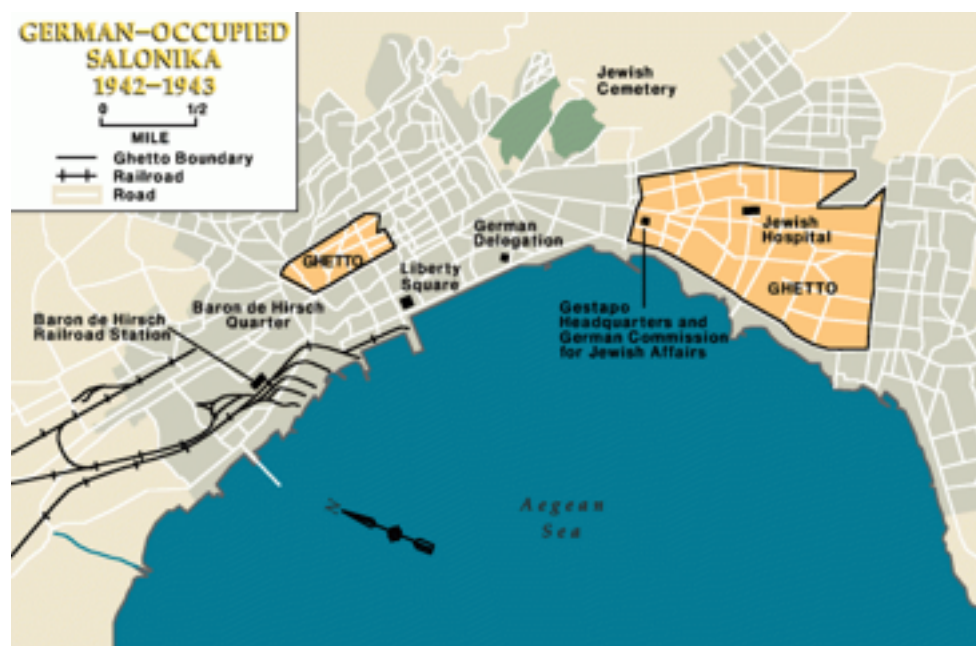 GERMAN-OCCUPIED
SALONIKA
1942-1943
0 1/2
MILE
Ghetto Boundary
Railroad
Road
Jewish
Cemetery
German
Delegation
Jewish
Hospital
GHETTO
Liberty
Square
GHETTO
Baron de Hirsch
Quarter
Baron de Hirsch
Railroad Station
Gestapo
Headquarters and
German Commission
for Jewish Affairs
Aegean
Sea
N